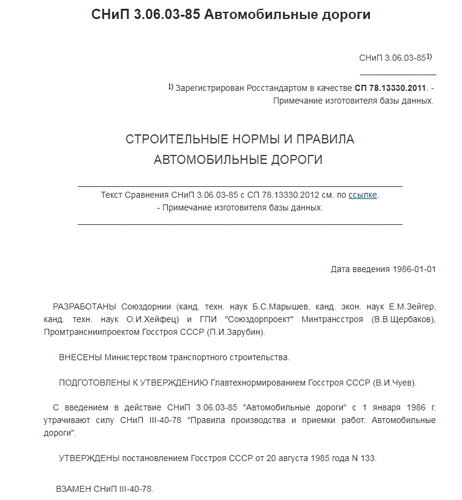 СНиП 3.06.03-85 Автомобильные дороги
СНиП 3.06.03-85¹⁾
¹⁾ Зарегистрирован Росстандартом в качестве СП 78.13330.2011. -
Примечание изготовителя базы данных.
СТРОИТЕЛЬНЫЕ НОРМЫ И ПРАВИЛА
АВТОМОБИЛЬНЫЕ ДОРОГИ
Текст Сравнения СНиП 3.06.03-85 с СП 78.13330.2012 см. по ссылке.
- Примечание изготовителя базы данных.
Дата введения 1986-01-01
РАЗРАБОТАНЫ Союздорнии (канд. техн. наук Б.С.Марышев, канд. экон. наук Е.М.Зейгер,
канд. техн. наук О.И.Хейфец) и ГПИ "Союздорпроект" Минтрансстроя (В.В.Щербаков),
Промтрансниипроектом Госстроя СССР (П.И.Зарубин).
ВНЕСЕНЫ Министерством транспортного строительства.
ПОДГОТОВЛЕНЫ К УТВЕРЖДЕНИЮ Главтехнормированием Госстроя СССР (В.И.Чуев).
С введением в действие СНиП 3.06.03-85 "Автомобильные дороги" с 1 января 1986 г.
утрачивают силу СНиП III-40-78 "Правила производства и приемки работ. Автомобильные
дороги".
УТВЕРЖДЕНЫ постановлением Госстроя СССР от 20 августа 1985 года N 133.
ВЗАМЕН СНиП III-40-78.